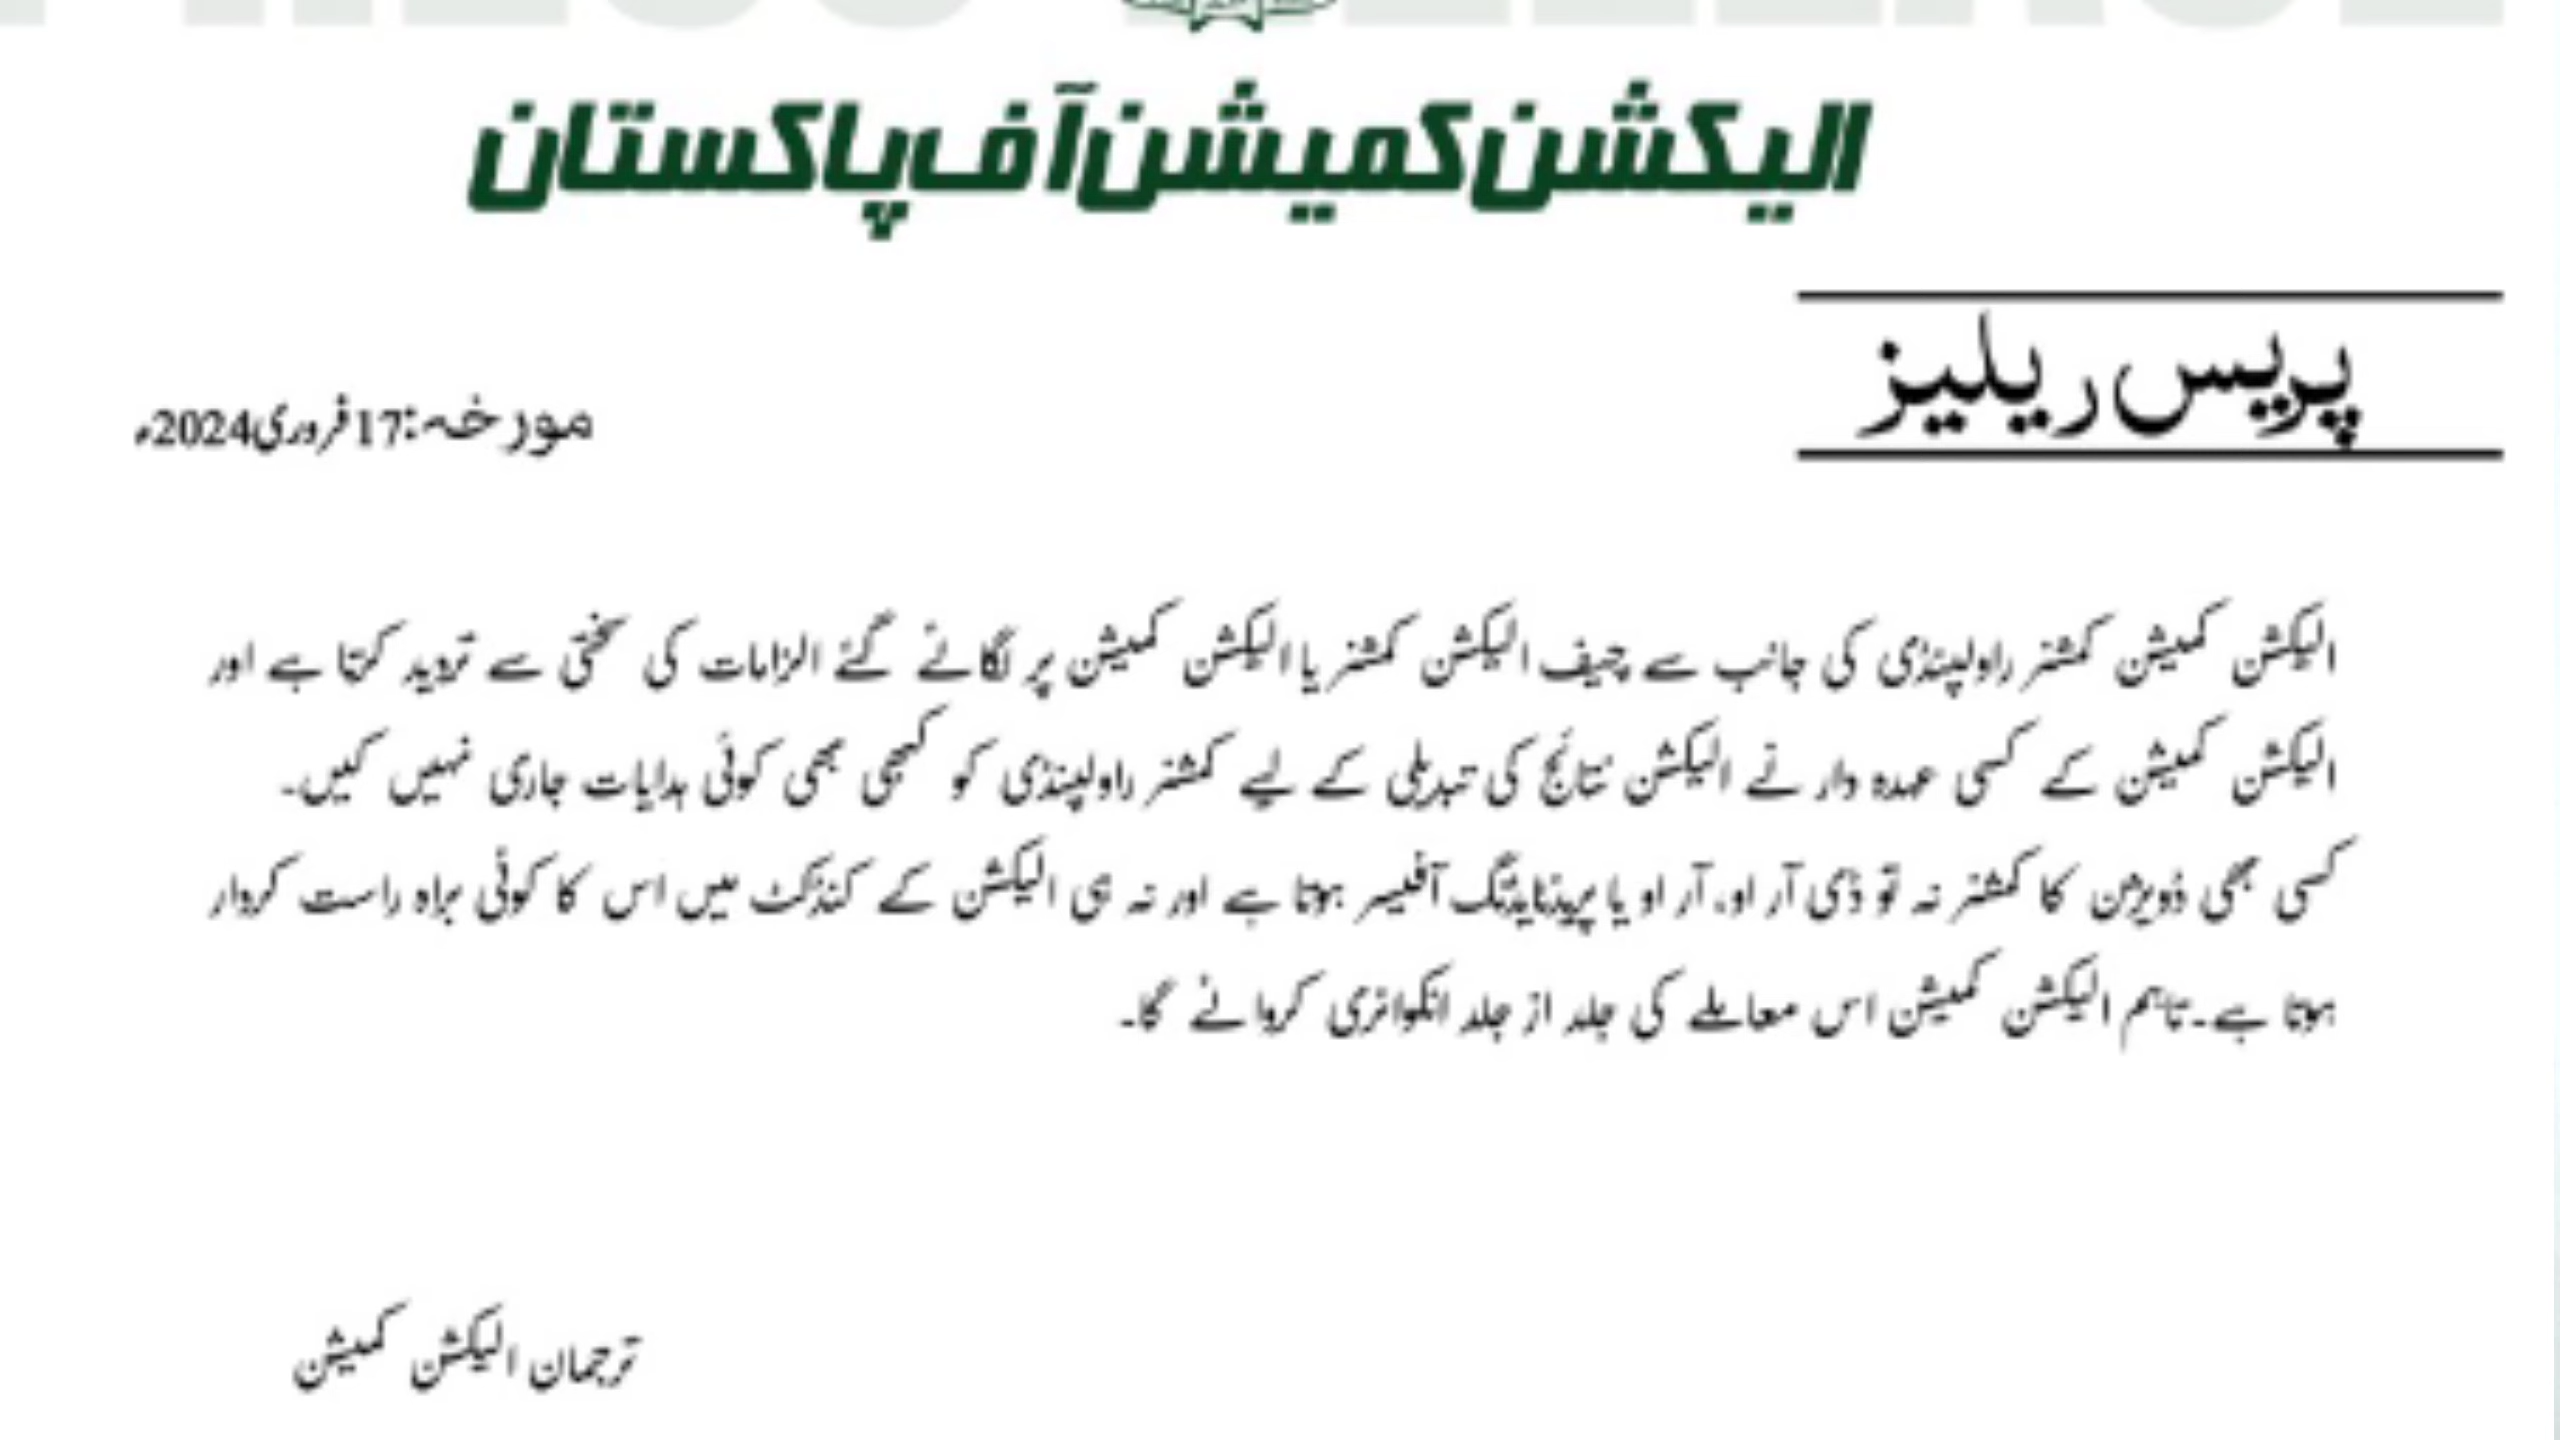 الیکشن کمیشن آف پاکستان
پریس ریلیز
مورخہ:17فروری2024ء
الیکشن کمیشن کمشنر راولپنڈی کی جانب سے چیف الیکشن کمشنر یا الیکشن کمیشن پر لگائے گئے الزامات کی سختی سے تردید کرتا ہے اور
الیکشن کمیشن کے کسی عہدہ دار نے الیکشن نتائج کی تبدیلی کے لیے کمشنر راولپنڈی کو کبھی بھی کوئی ہدایات جاری نہیں کیں۔
کسی بھی ڈویژن کا کمشنر نہ تو ڈی آر او، آر او یا پریذایڈنگ آفیسر ہوتا ہے اور نہ ہی الیکشن کے کنڈکٹ میں اس کا کوئی براہ راست کردار
ہوتا ہے۔تاہم الیکشن کمیشن اس معاملے کی جلد از جلد انکوائری کروائے گا۔
ترجمان الیکشن کمیشن